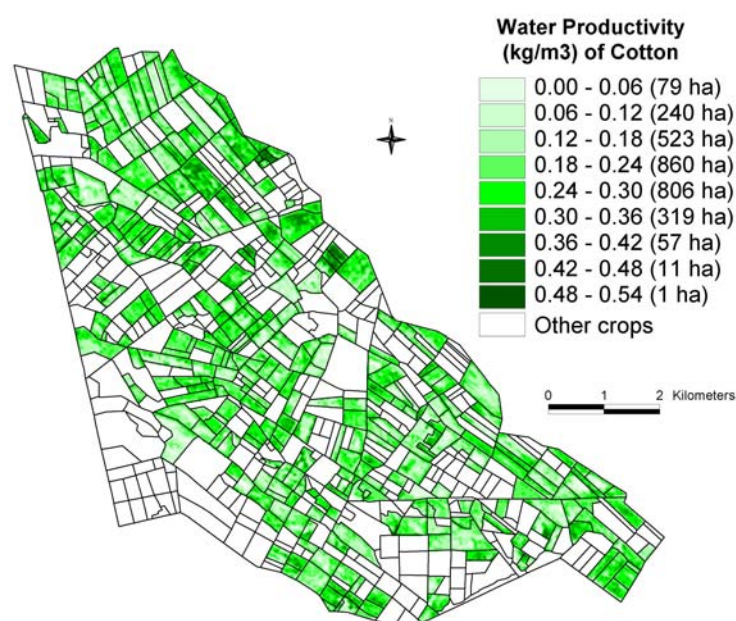 Water Productivity
(kg/m3) of Cotton
0.00 - 0.06 (79 ha)
0.06 - 0.12 (240 ha)
0.12 - 0.18 (523 ha)
0.18 - 0.24 (860 ha)
0.24 - 0.30 (806 ha)
0.30 - 0.36 (319 ha)
0.36 - 0.42 (57 ha)
0.42 - 0.48 (11 ha)
0.48 - 0.54 (1 ha)
Other crops
N
0 1 2 Kilometers